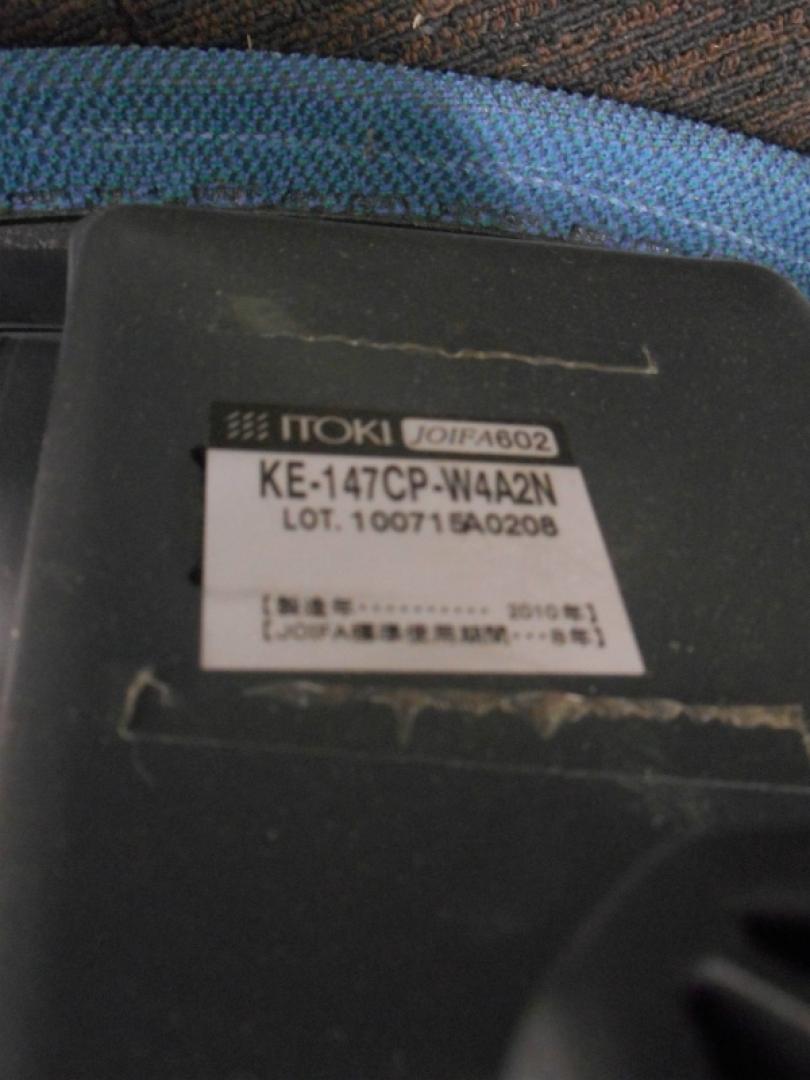 ITOKI JOIFA602
KE-147CP-W4A2N
LOT. 100715A0208
【製造年‥‥‥‥‥ 2010年】
【JOIFA標準使用期間‥‥8年】